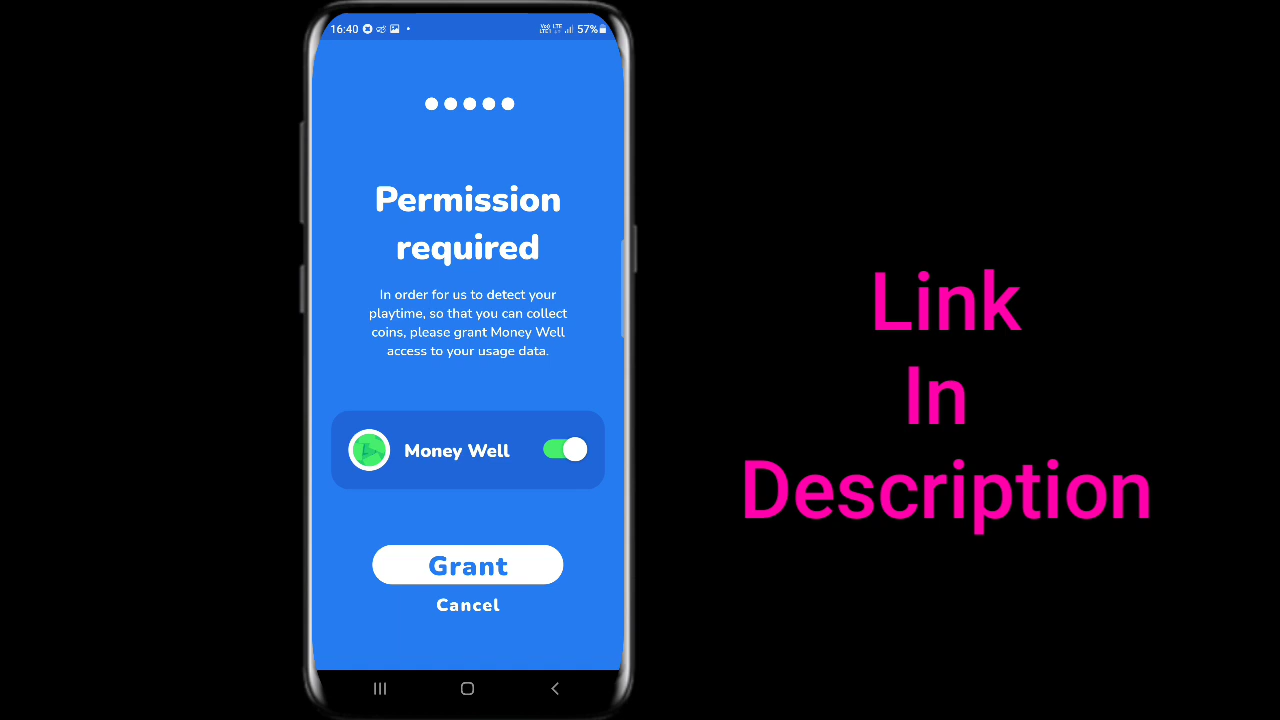 16:40
57%
Permission
required
In order for us to detect your
playtime, so that you can collect
coins, please grant Money Well
access to your usage data.
Money Well
Grant
Cancel
Link
In
Description